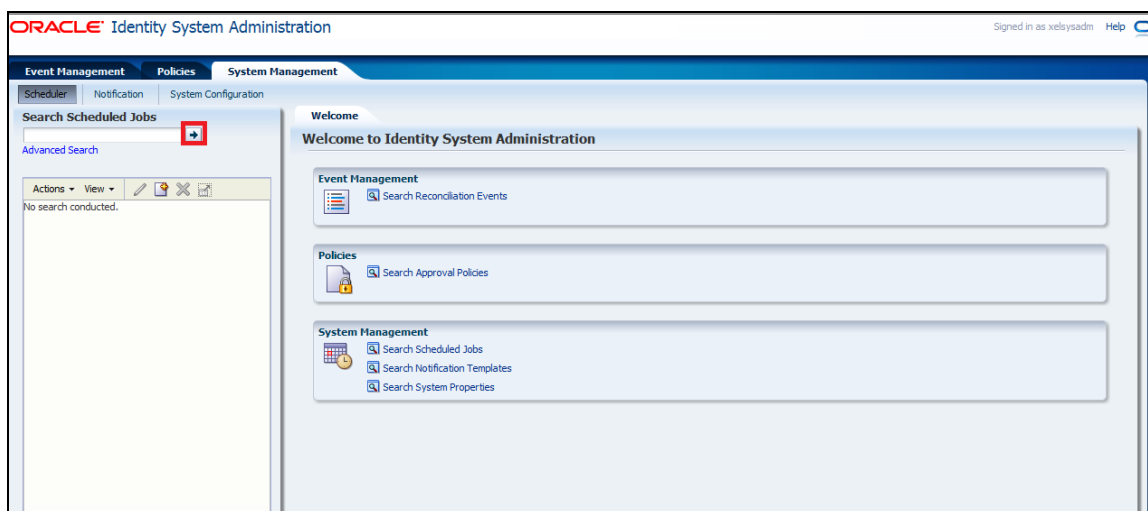 ORACLE Identity System Administration
Signed in as xelsysadm Help
Event Management Policies System Management
Scheduler Notification System Configuration
Search Scheduled Jobs
Advanced Search
Actions View
No search conducted.
Welcome
Welcome to Identity System Administration
Event Management
Search Reconciliation Events
Policies
Search Approval Policies
System Management
Search Scheduled Jobs
Search Notification Templates
Search System Properties